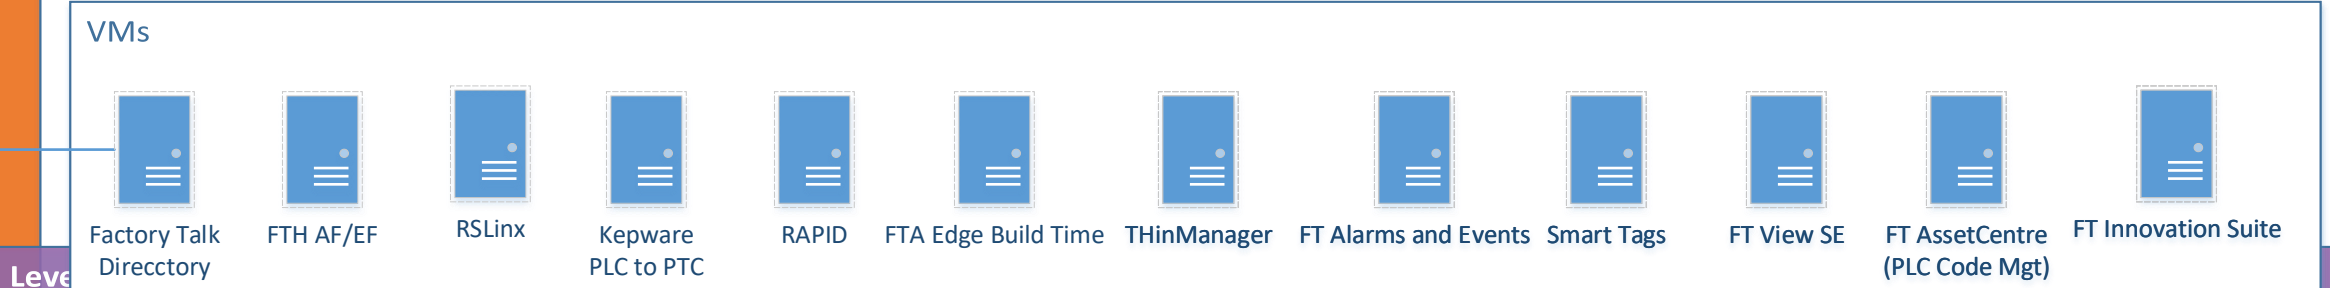 VMs
Factory Talk
Direcctory
FTH AF/EF
RSLinx
Kepware
PLC to PTC
RAPID
FTA Edge Build Time
THinManager
FT Alarms and Events
Smart Tags
FT View SE
FT AssetCentre
(PLC Code Mgt)
FT Innovation Suite
Leve